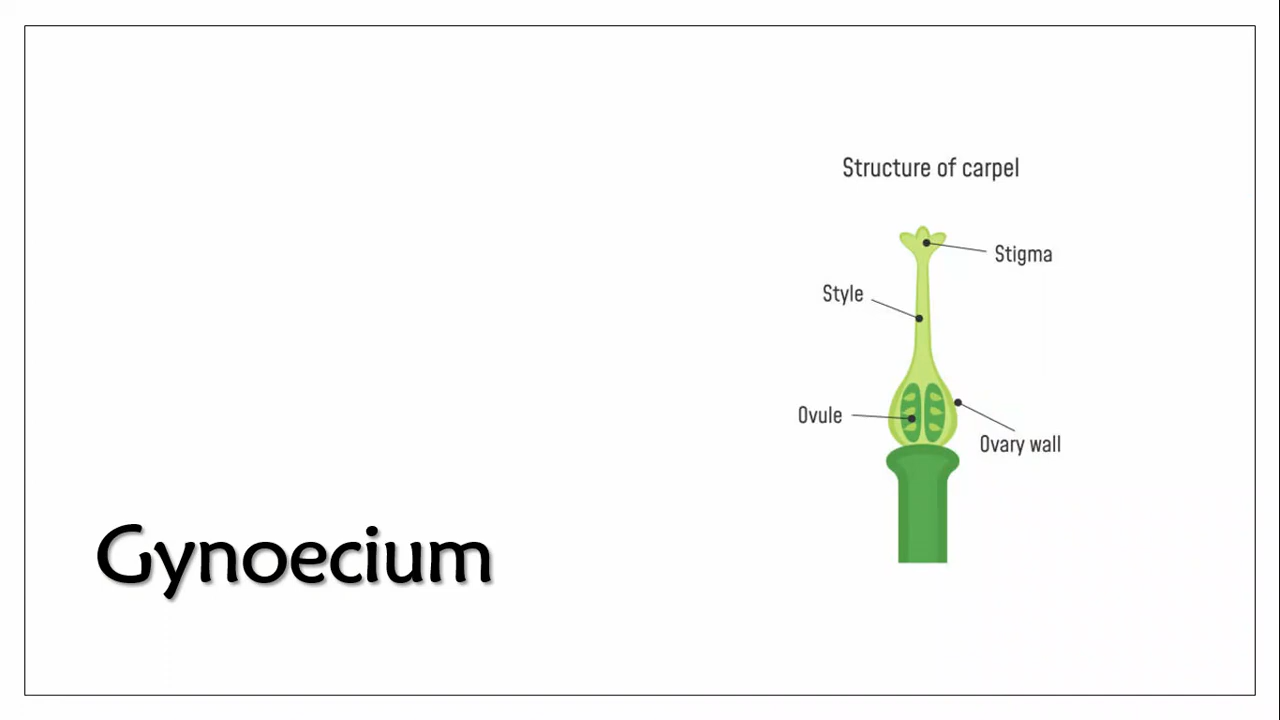 Structure of carpel
Stigma
Style
Ovule
Ovary wall
Gynoecium